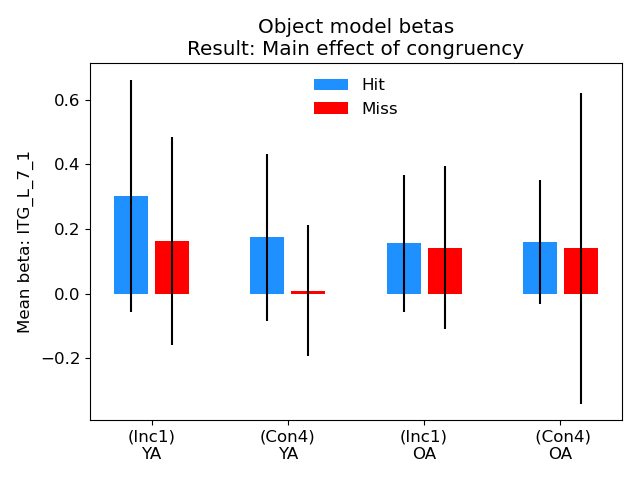 Object model betas
Result: Main effect of congruency
Hit
Miss
Mean beta: ITG_L_7_1
0.6
0.4
0.2
0.0
−0.2
(Inc1)
YA
(Con4)
YA
(Inc1)
OA
(Con4)
OA